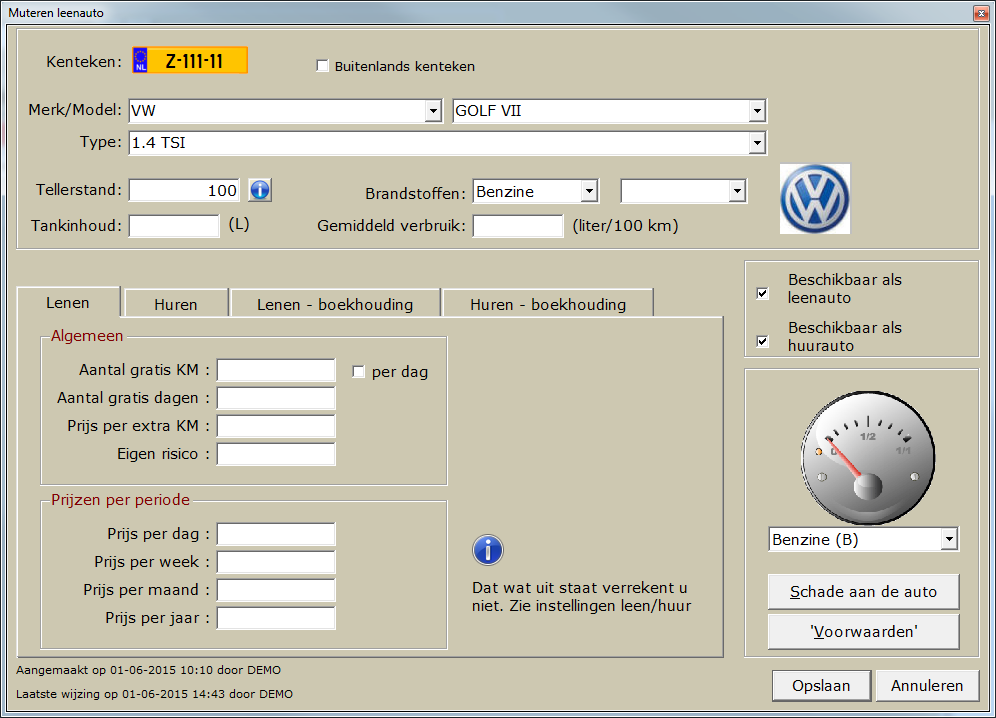 Muteren leenauto
Kenteken: NL Z-111-11
Buitenlands kenteken
Merk/Model: VW GOLF VII
Type: 1.4 TSI
Tellerstand: 100
Brandstoffen: Benzine
Tankinhoud: (L)
Gemiddeld verbruik: (liter/100 km)
Lenen Huren Lenen - boekhouding Huren - boekhouding
Algemeen
Aantal gratis KM : per dag
Aantal gratis dagen :
Prijs per extra KM :
Eigen risico :
Prijzen per periode
Prijs per dag :
Prijs per week :
Prijs per maand :
Prijs per jaar :
Dat wat uit staat verrekent u
niet. Zie instellingen leen/huur
Beschikbaar als
leenauto
Beschikbaar als
huurauto
1/2
0 1/1
Benzine (B)
Schade aan de auto
'Voorwaarden'
Aangemaakt op 01-06-2015 10:10 door DEMO
Laatste wijzing op 01-06-2015 14:43 door DEMO
Opslaan Annuleren